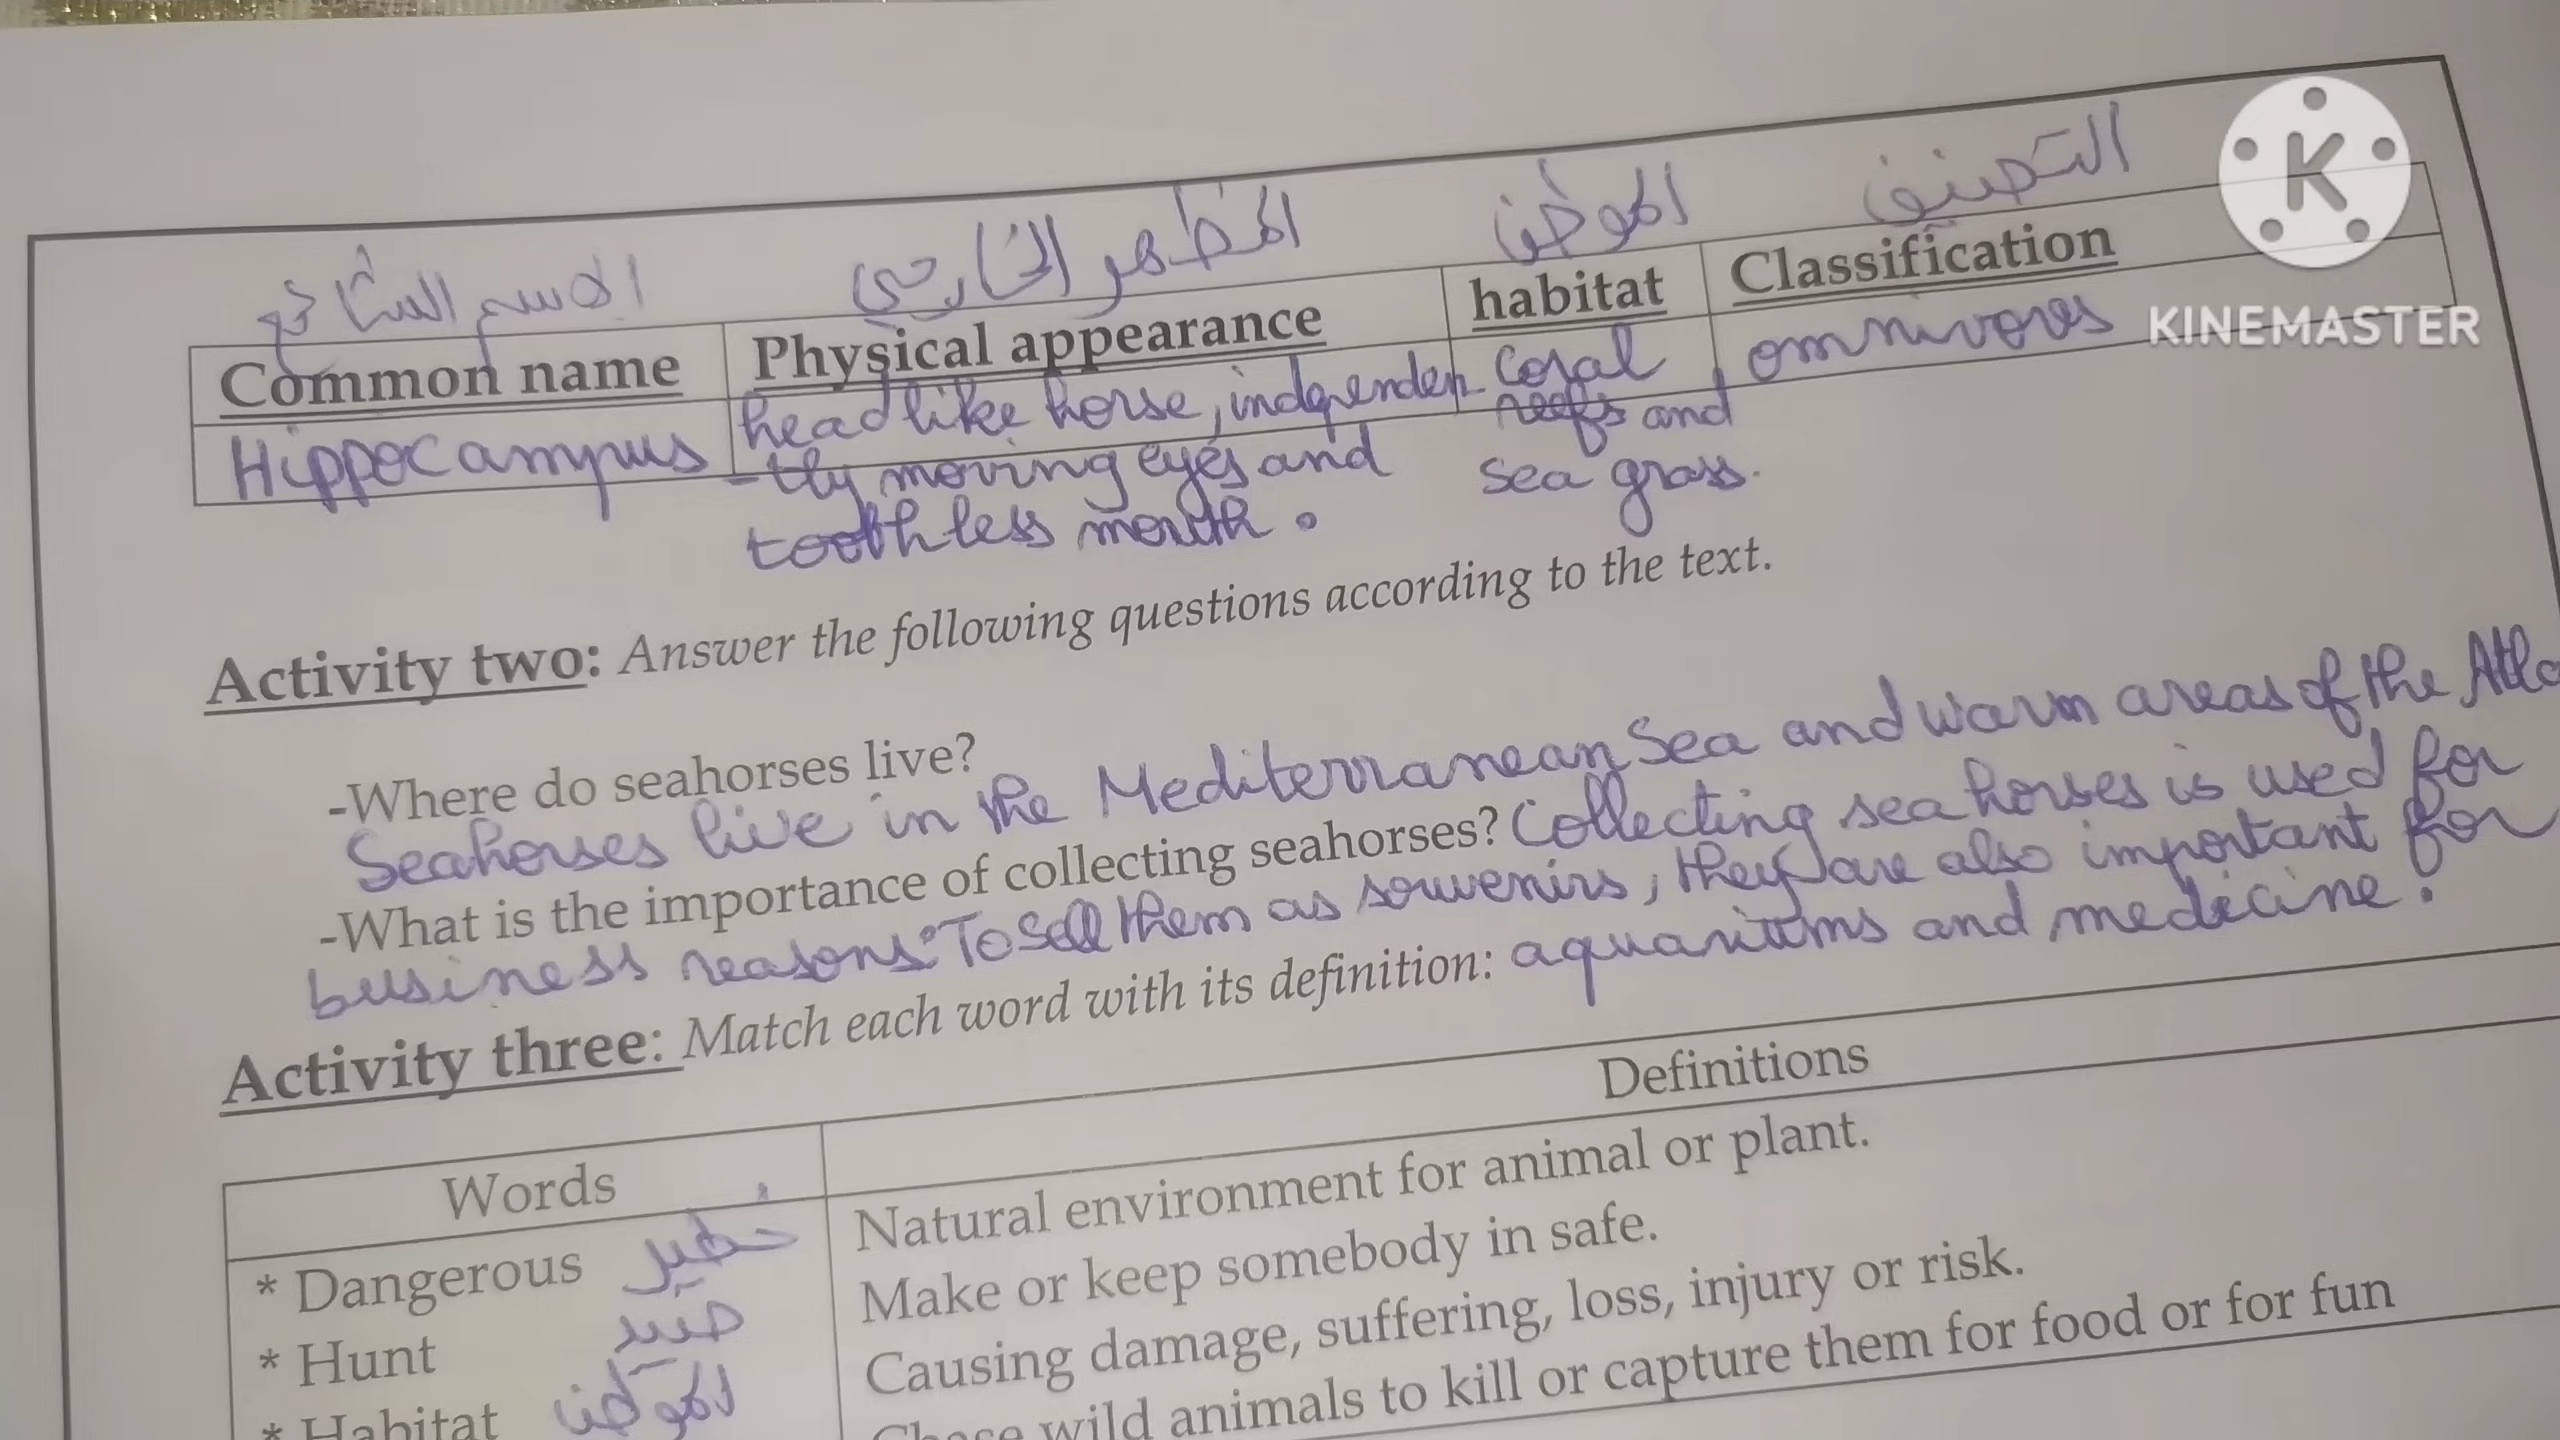 الاسم الشائع المظهر الخارجي الموطن التصنيف
Common name Physical appearance habitat Classification
Hippocampus head like horse, independen coral omnivores
-tly moving eyes and reefs and
toothless mouth. sea grass.
Activity two: Answer the following questions according to the text.
-Where do seahorses live?
Seahorses live in the Mediterranean Sea and warm areas of the Atla
-What is the importance of collecting seahorses? Collecting sea horses is used for
business reasons: To sell them as souvenirs, they are also important for
Activity three: Match each word with its definition: aquariums and medicine.
Words Definitions
* Dangerous خطير Natural environment for animal or plant.
* Hunt صيد Make or keep somebody in safe.
* Habitat الموطن Causing damage, suffering, loss, injury or risk.
Chase wild animals to kill or capture them for food or for fun
K
KINEMASTER